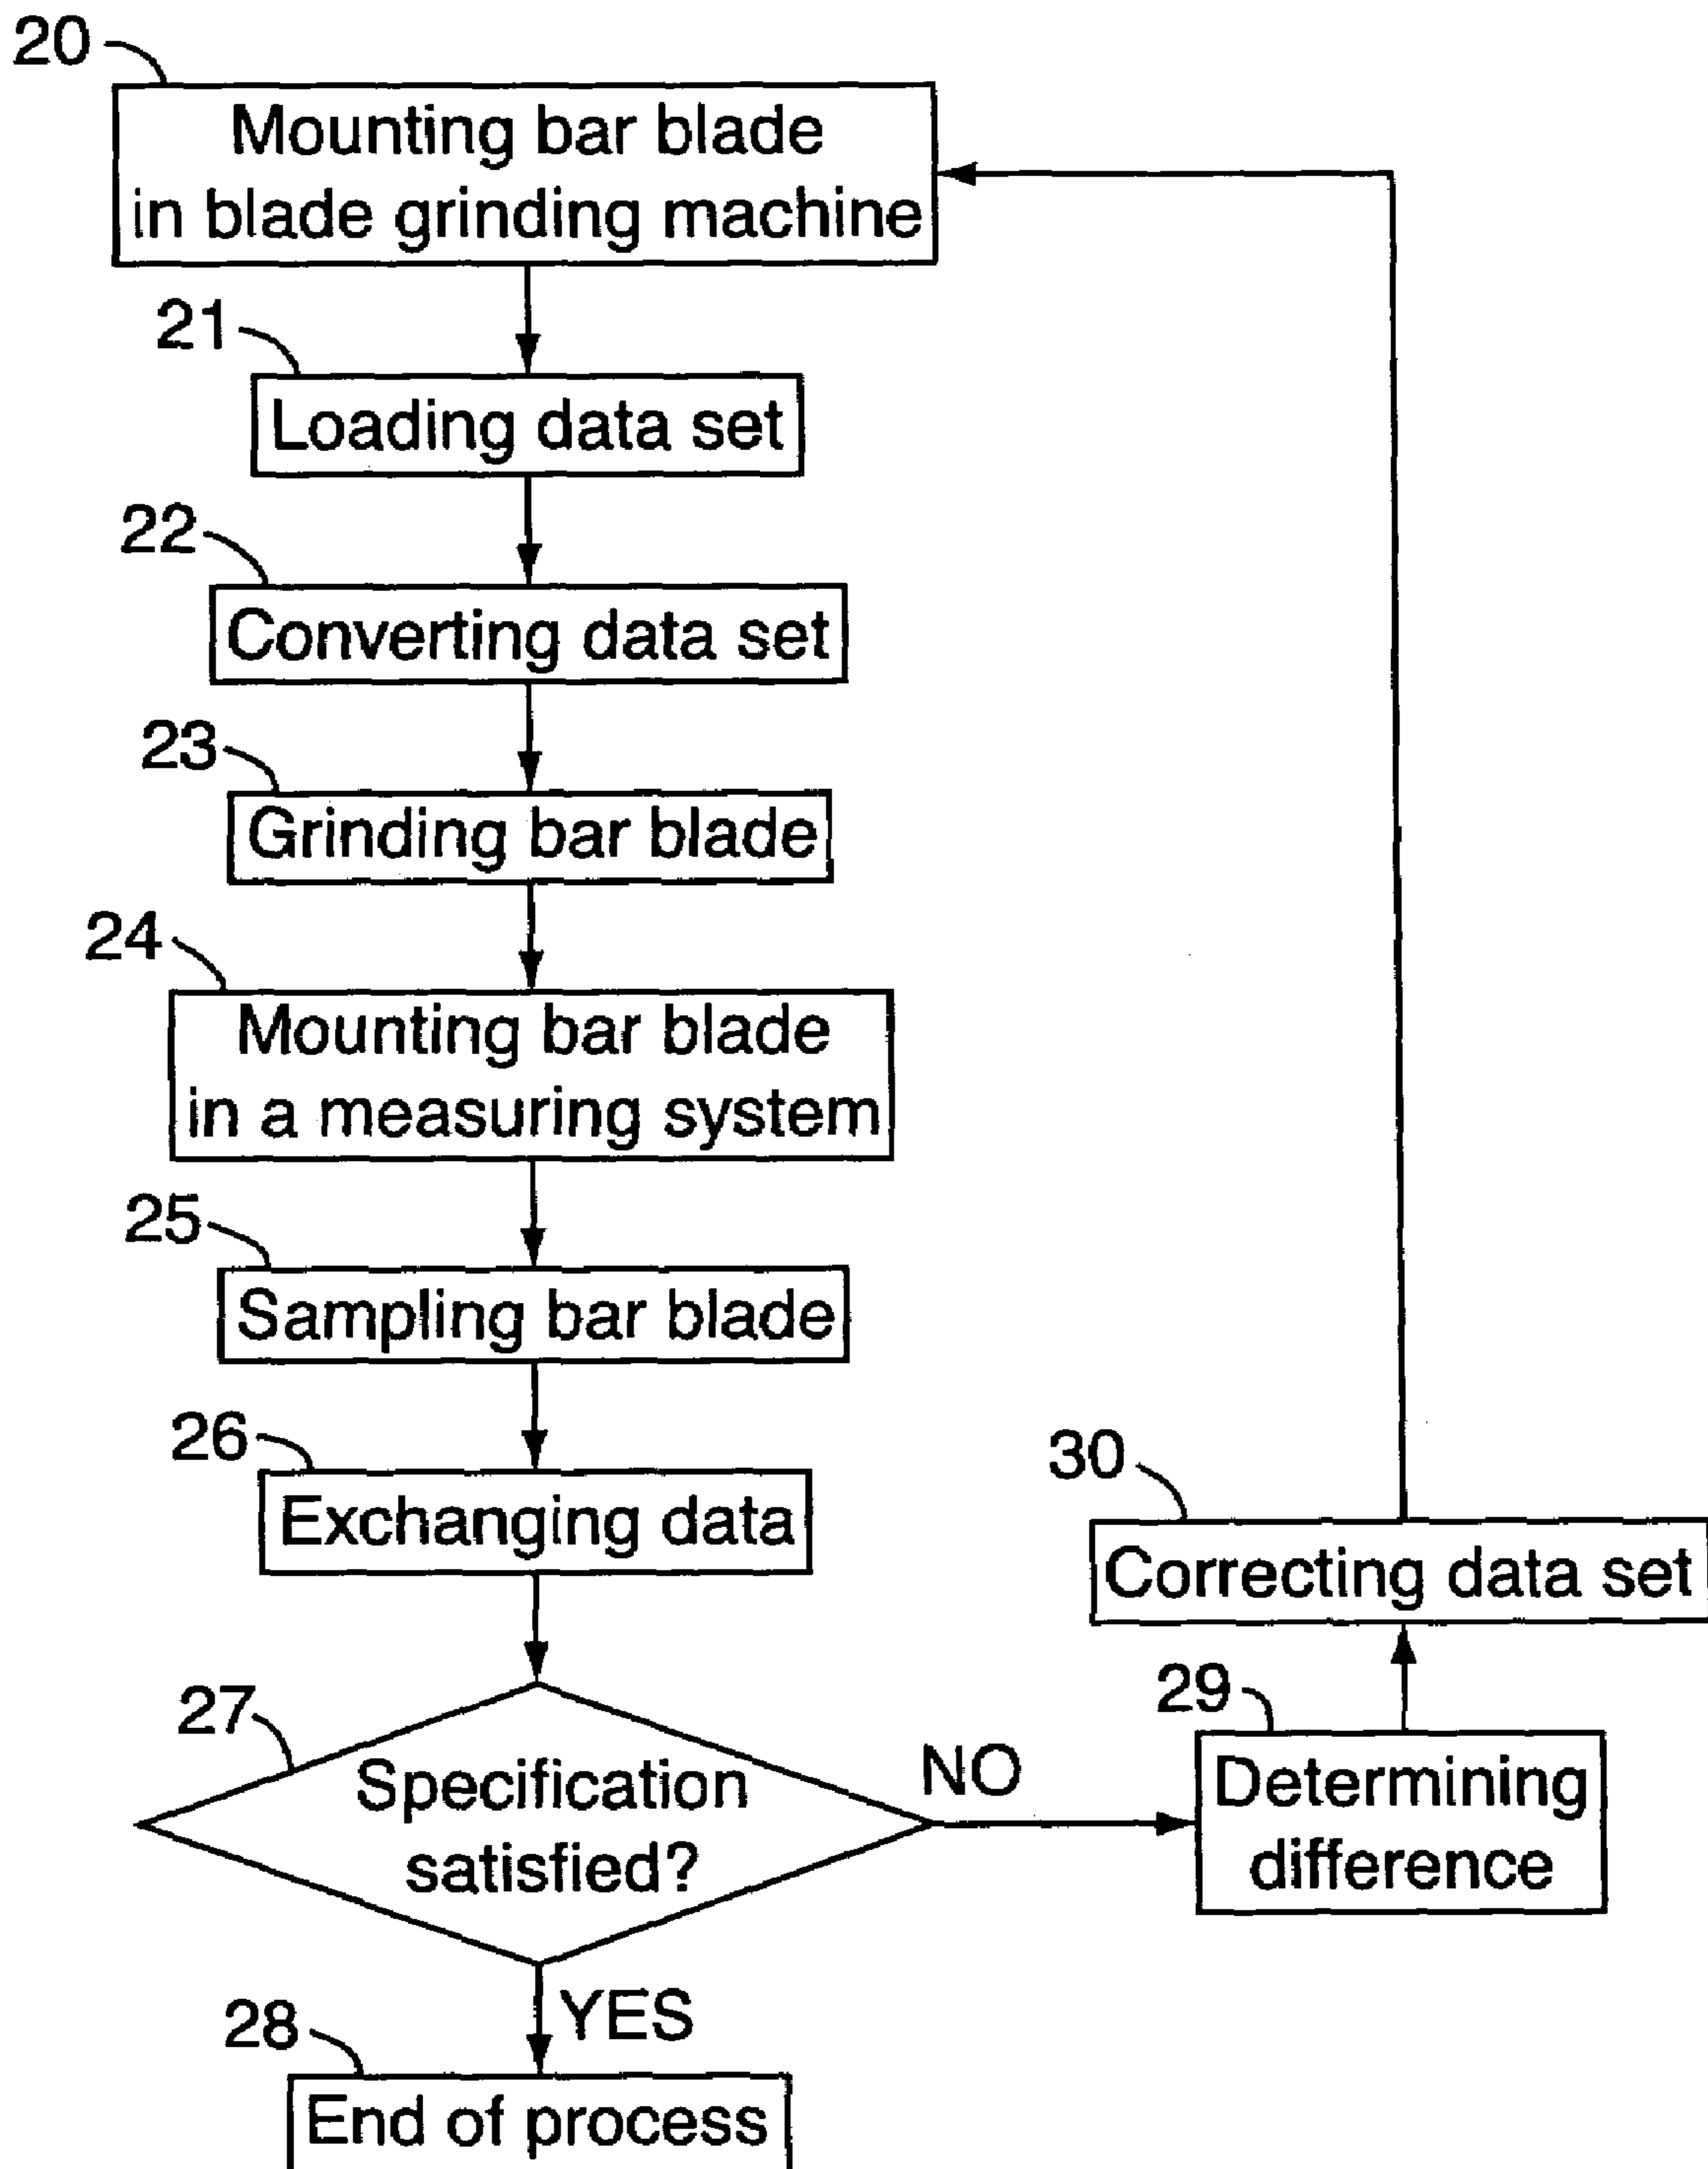 20
Mounting bar blade
in blade grinding machine
21
Loading data set
22
Converting data set
23
Grinding bar blade
24
Mounting bar blade
in a measuring system
25
Sampling bar blade
26
Exchanging data
27
Specification
satisfied?
NO
YES
28
End of process
29
Determining
difference
30
Correcting data set